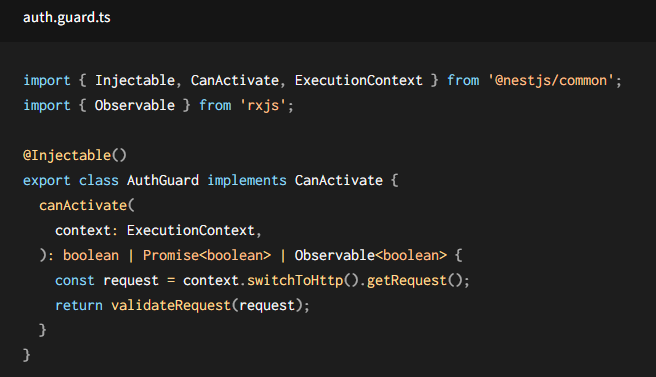 auth.guard.ts
import { Injectable, CanActivate, ExecutionContext } from '@nestjs/common';
import { Observable } from 'rxjs';
@Injectable()
export class AuthGuard implements CanActivate {
  canActivate(
    context: ExecutionContext,
  ): boolean | Promise<boolean> | Observable<boolean> {
    const request = context.switchToHttp().getRequest();
    return validateRequest(request);
  }
}